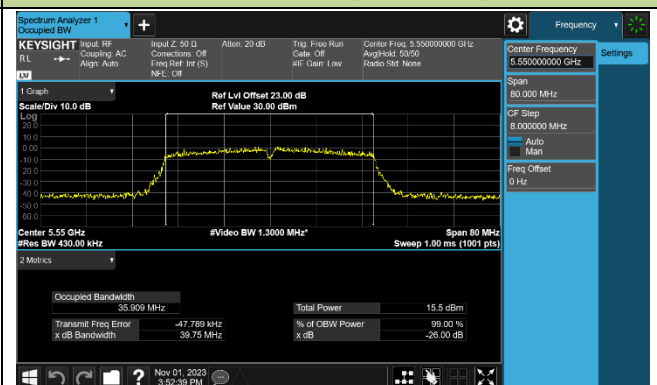 Spectrum Analyzer 1
Occupied BW
+
Frequency
KEYSIGHT
RL
LXI
Input: RF
Coupling: AC
Align: Auto
Input Z: 50 Ω
Corrections: Off
Freq Ref: Int (S)
NFE: Off
Atten: 20 dB
Trig: Free Run
Gate: Off
#IF Gain: Low
Center Freq: 5.550000000 GHz
Avg|Hold: 50/50
Radio Std: None
Center Frequency
5.550000000 GHz
Settings
Span
80.000 MHz
CF Step
8.000000 MHz
Auto
Man
Freq Offset
0 Hz
1 Graph
Scale/Div 10.0 dB
Ref Lvl Offset 23.00 dB
Ref Value 30.00 dBm
Log
20.0
10.0
0.00
-10.0
-20.0
-30.0
-40.0
-50.0
-60.0
Center 5.55 GHz
#Res BW 430.00 kHz
#Video BW 1.3000 MHz*
Span 80 MHz
Sweep 1.00 ms (1001 pts)
2 Metrics
Occupied Bandwidth
35.909 MHz
Total Power 15.5 dBm
Transmit Freq Error -47.789 kHz
% of OBW Power 99.00 %
x dB Bandwidth 39.75 MHz
x dB -26.00 dB
?
Nov 01, 2023
3:52:39 PM